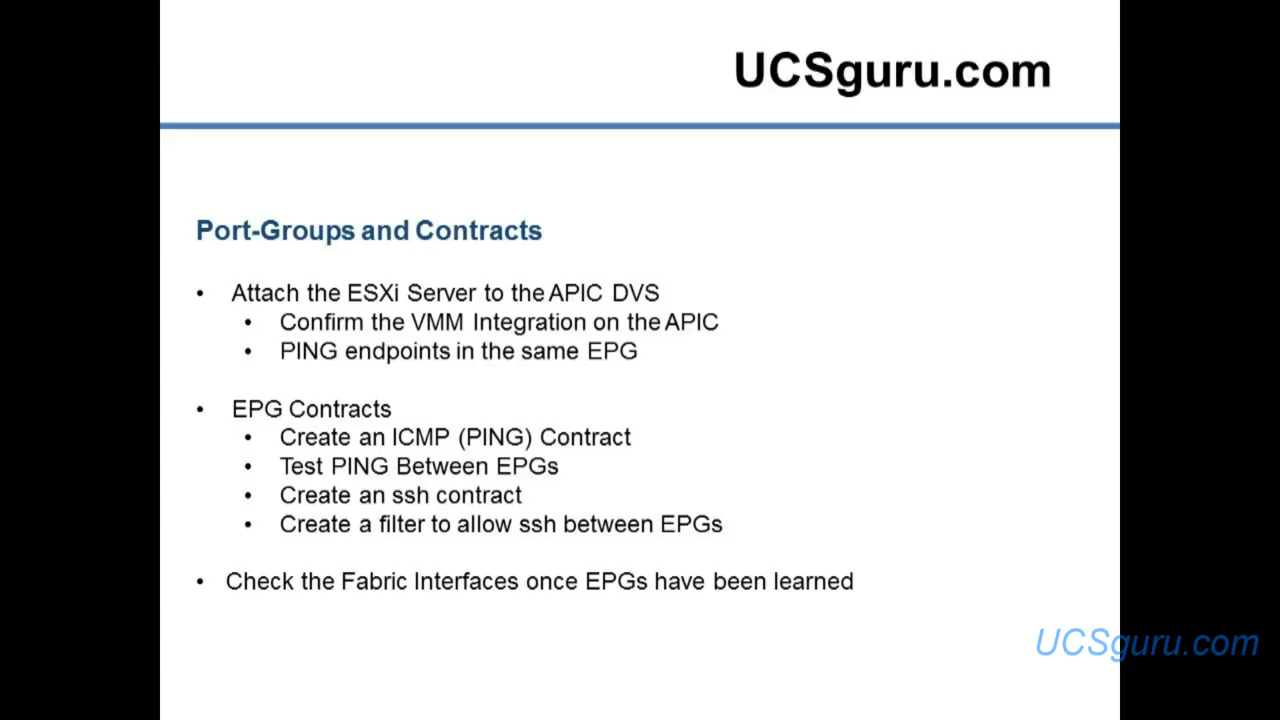 UCSguru.com
Port-Groups and Contracts
• Attach the ESXi Server to the APIC DVS
• Confirm the VMM Integration on the APIC
• PING endpoints in the same EPG
• EPG Contracts
• Create an ICMP (PING) Contract
• Test PING Between EPGs
• Create an ssh contract
• Create a filter to allow ssh between EPGs
• Check the Fabric Interfaces once EPGs have been learned
UCSguru.com